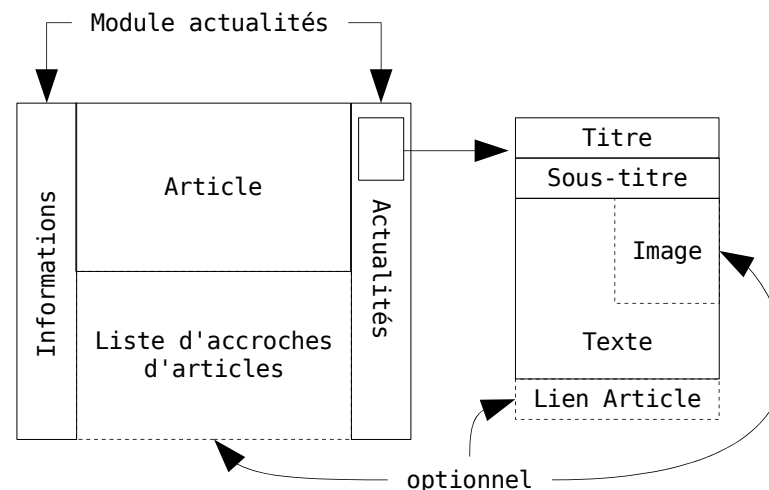 Module actualités
Informations
Article
Liste d'accroches
d'articles
Actualités
Titre
Sous-titre
Image
Texte
Lien Article
optionnel